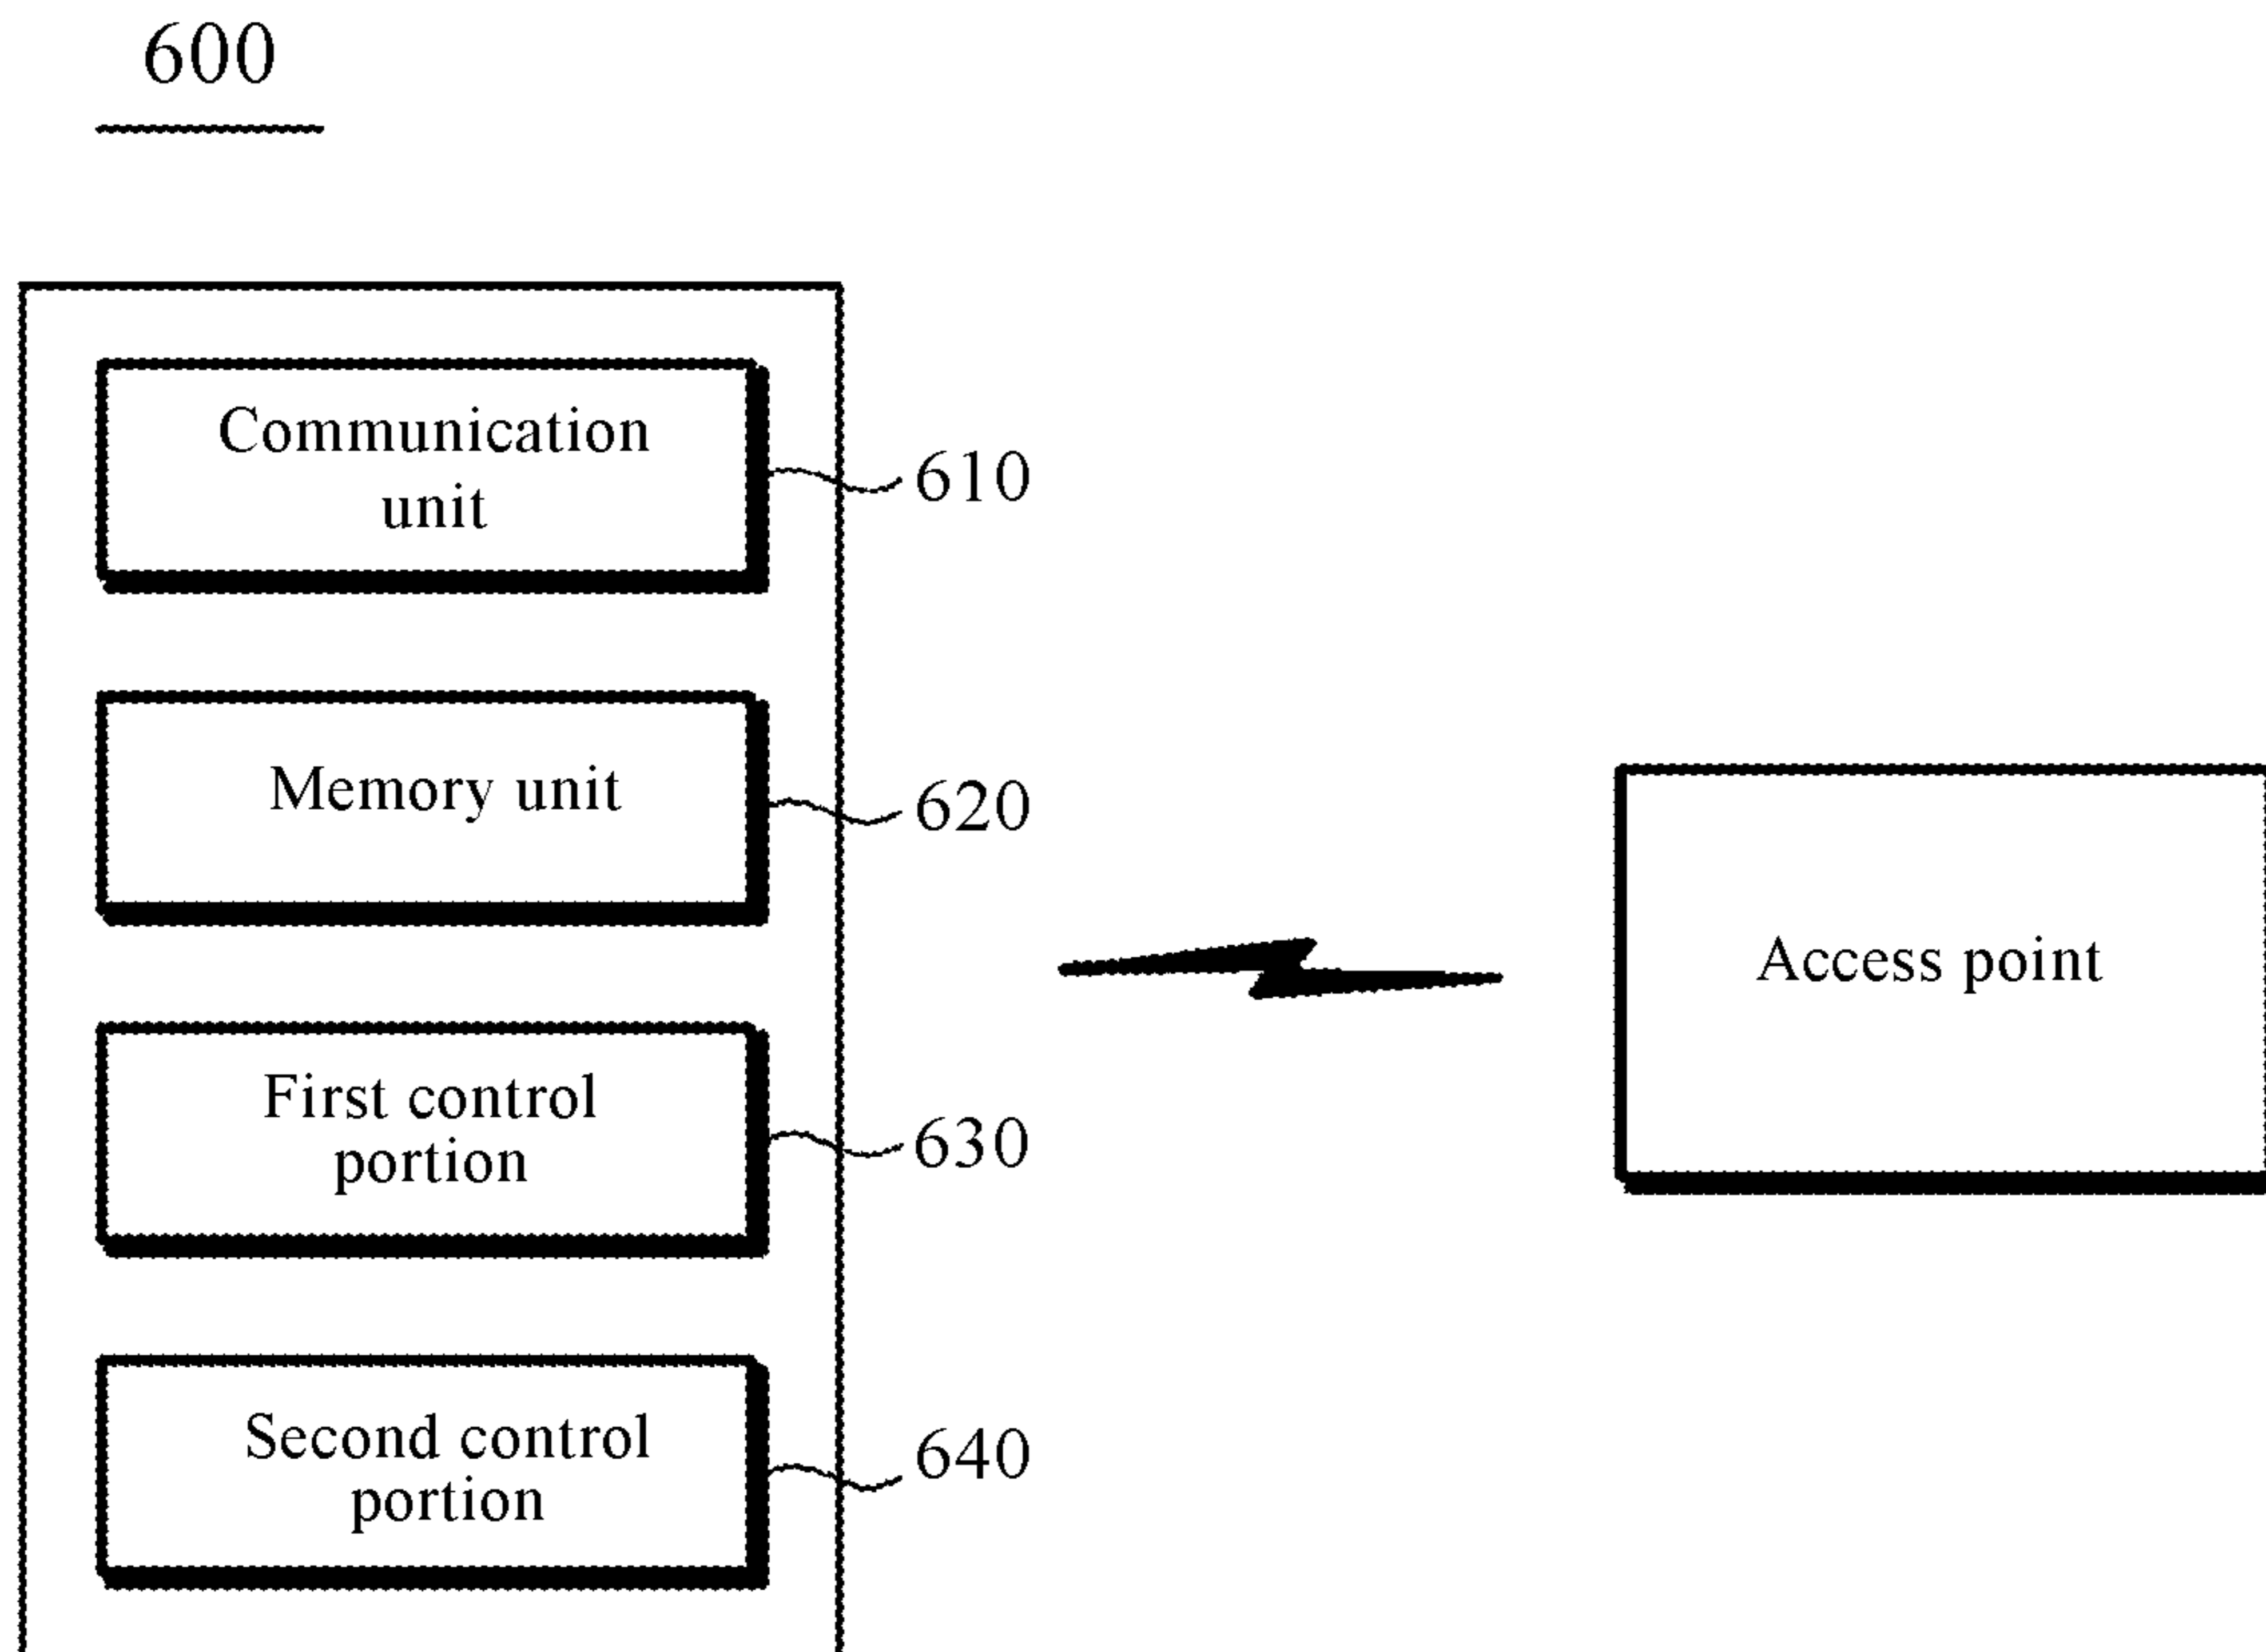 600
Communication
unit
610
Memory unit
620
Access point
First control
portion
630
Second control
portion
640